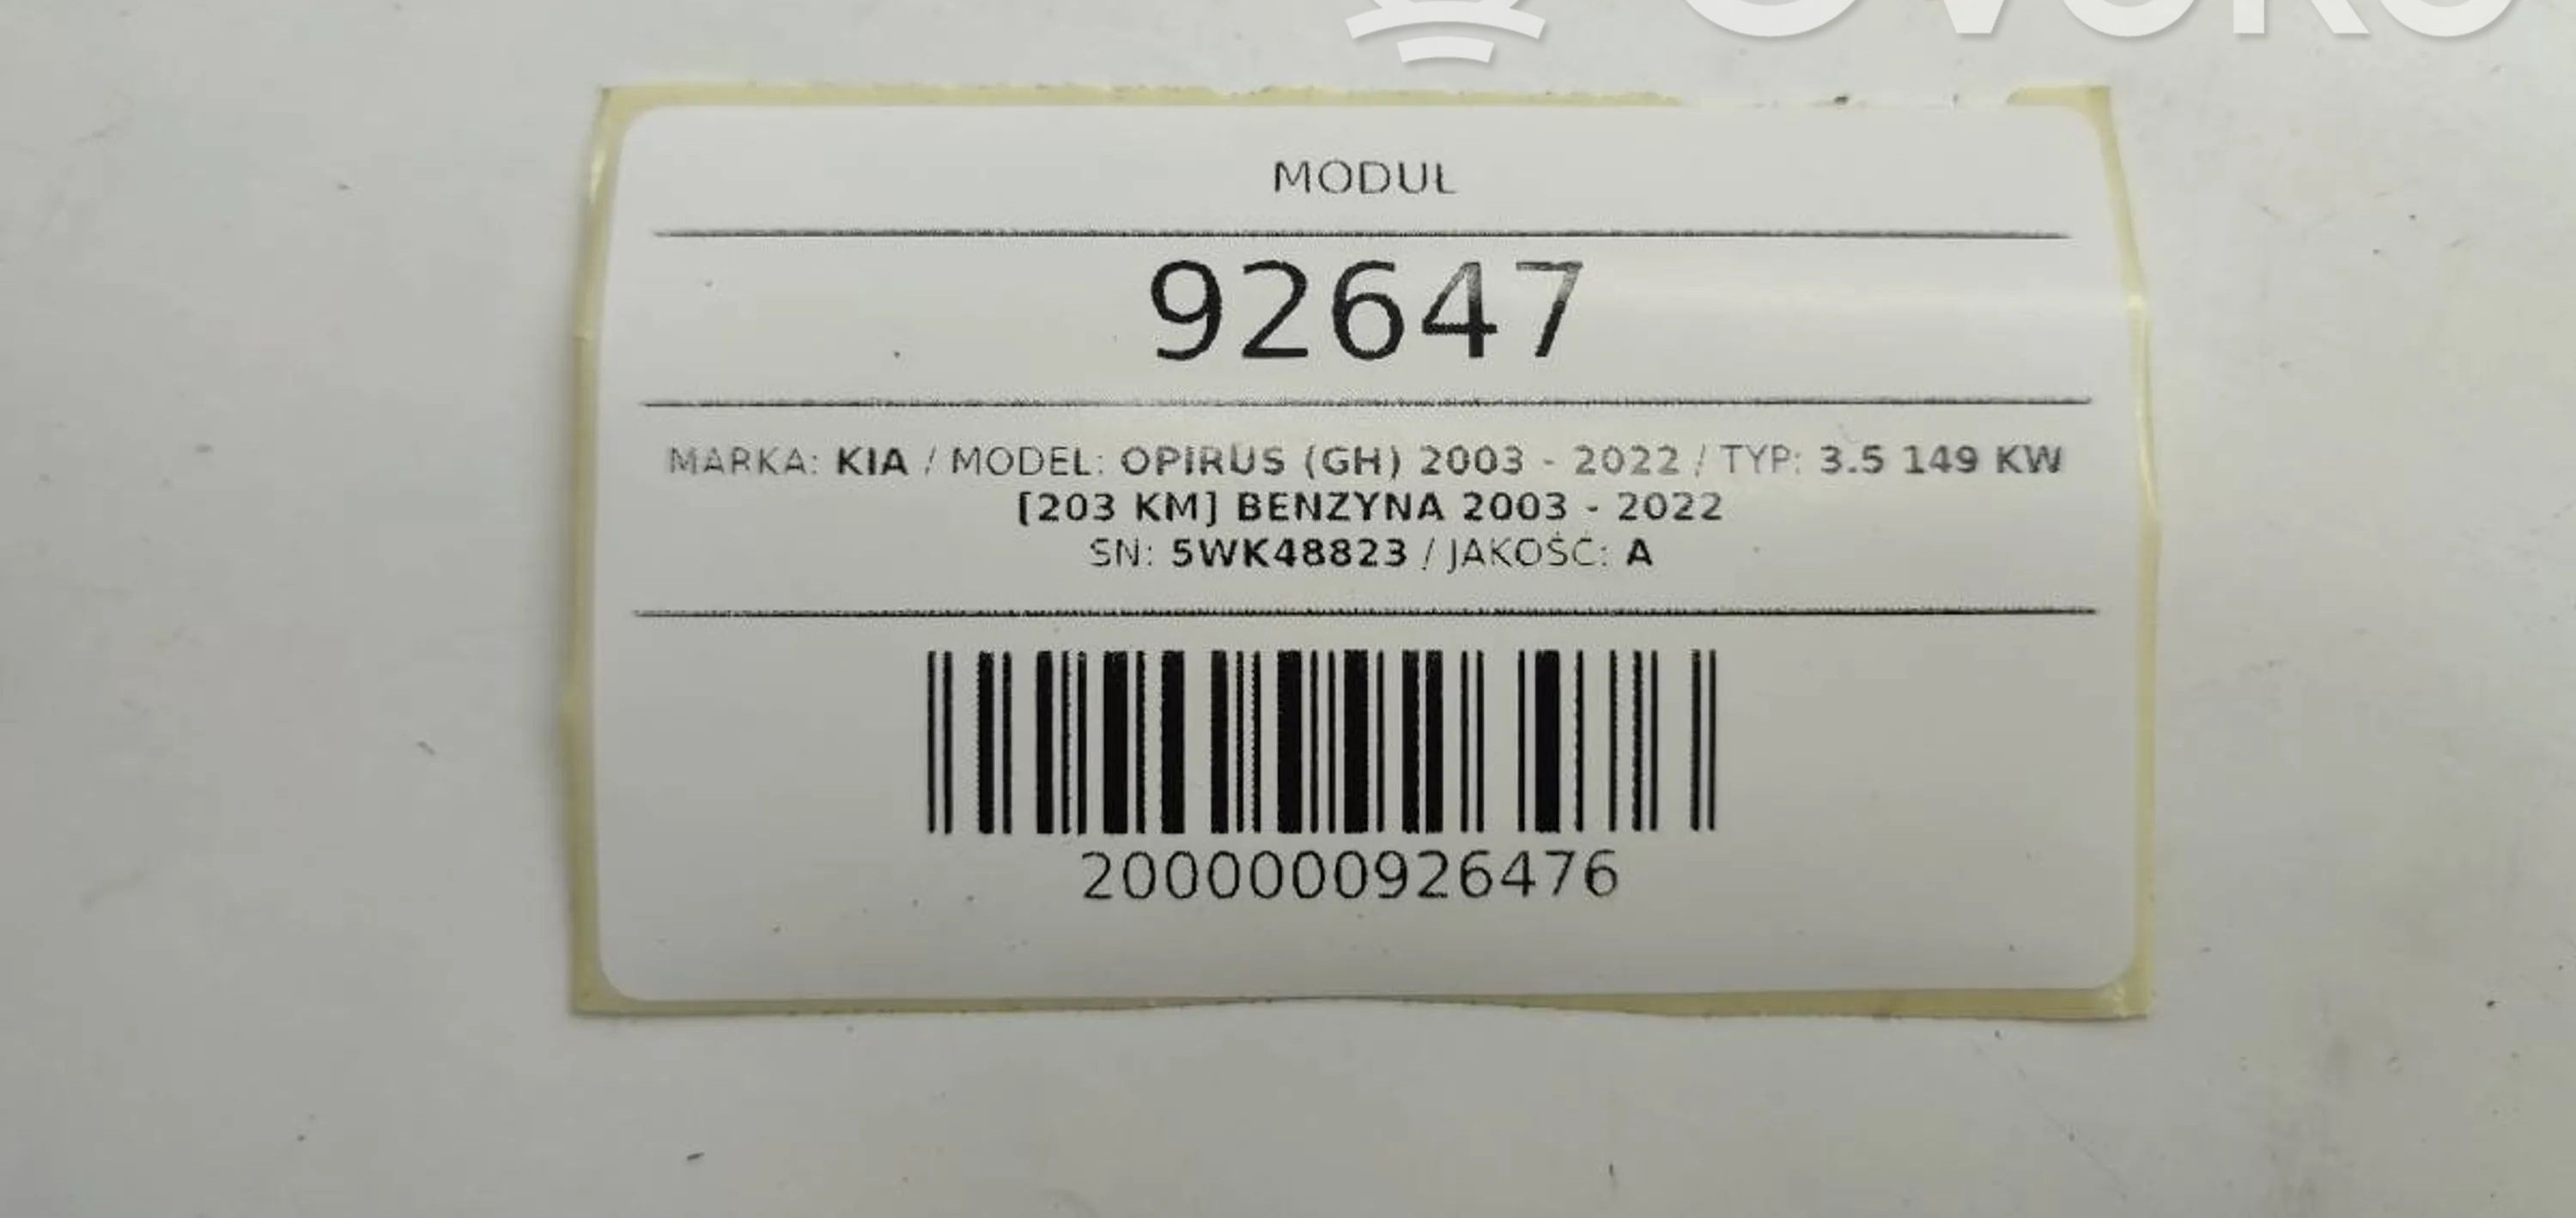 MODUŁ
92647
MARKA: KIA / MODEL: OPIRUS (GH) 2003 - 2022 / TYP: 3.5 149 KW
[203 KM] BENZYNA 2003 - 2022
SN: 5WK48823 / JAKOŚĆ: A
2000000926476